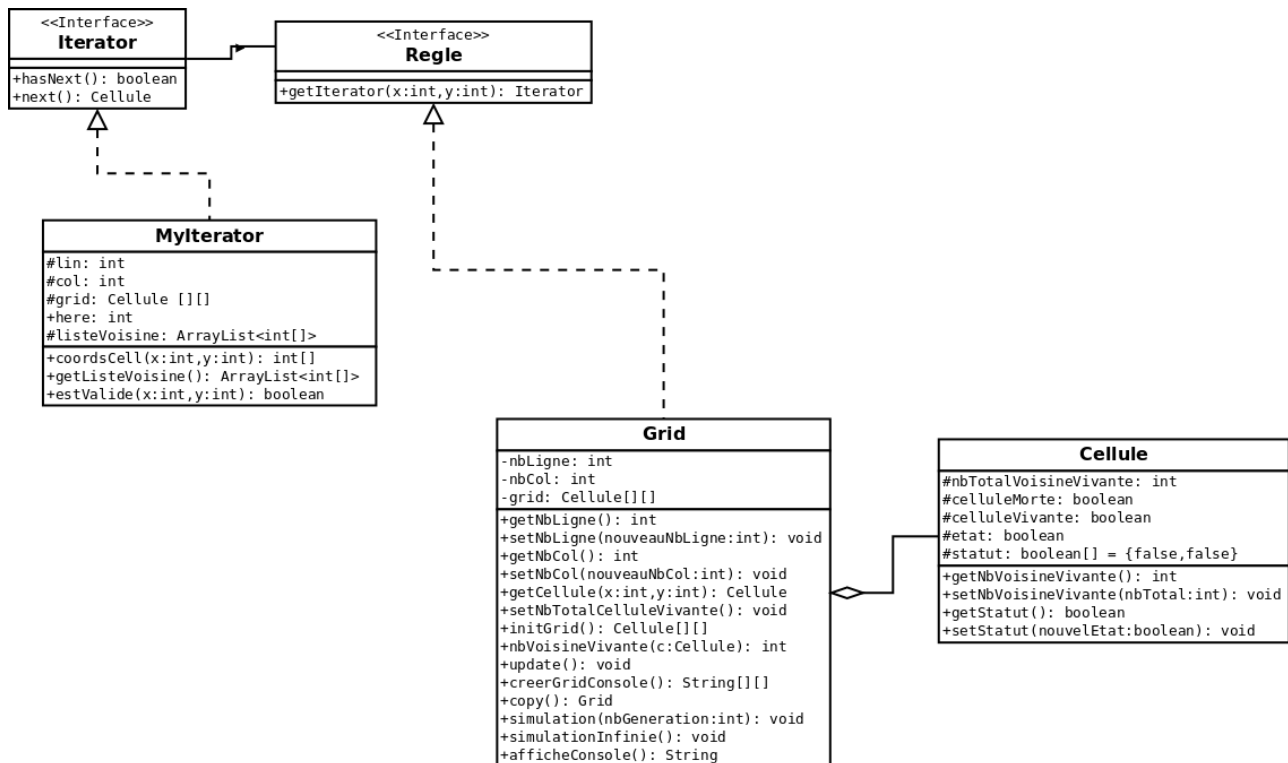 <<Interface>>
Iterator
+hasNext(): boolean
+next(): Cellule
<<Interface>>
Regle
+getIterator(x:int,y:int): Iterator
MyIterator
#lin: int
#col: int
#grid: Cellule [][]
+here: int
#listeVoisine: ArrayList<int[]>
+coordsCell(x:int,y:int): int[]
+getListeVoisine(): ArrayList<int[]>
+estValide(x:int,y:int): boolean
Grid
-nbLigne: int
-nbCol: int
-grid: Cellule[][]
+getNbLigne(): int
+setNbLigne(nouveauNbLigne:int): void
+getNbCol(): int
+setNbCol(nouveauNbCol:int): void
+getCellule(x:int,y:int): Cellule
+setNbTotalCelluleVivante(): void
+initGrid(): Cellule[][]
+nbVoisineVivante(c:Cellule): int
+update(): void
+creerGridConsole(): String[][]
+copy(): Grid
+simulation(nbGeneration:int): void
+simulationInfinie(): void
+afficheConsole(): String
Cellule
#nbTotalVoisineVivante: int
#celluleMorte: boolean
#celluleVivante: boolean
#etat: boolean
#statut: boolean[] = {false,false}
+getNbVoisineVivante(): int
+setNbVoisineVivante(nbTotal:int): void
+getStatut(): boolean
+setStatut(nouvelEtat:boolean): void